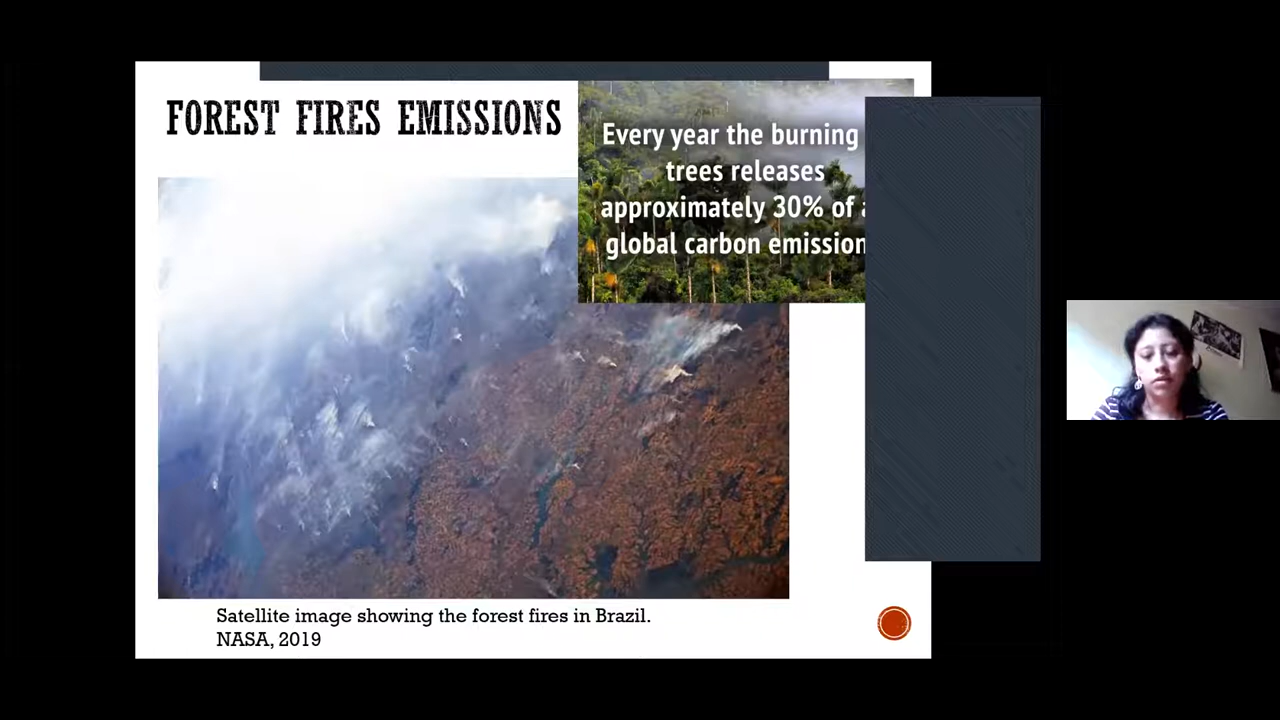 FOREST FIRES EMISSIONS
Every year the burning
trees releases
approximately 30% of
global carbon emission
Satellite image showing the forest fires in Brazil.
NASA, 2019